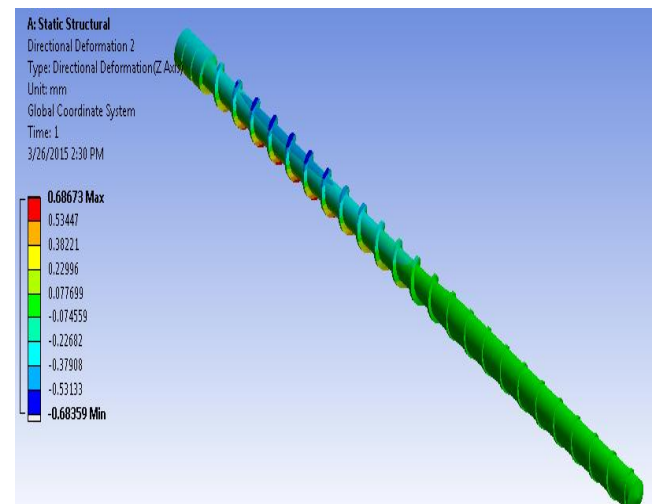 A: Static Structural
Directional Deformation 2
Type: Directional Deformation(Z Axis)
Unit: mm
Global Coordinate System
Time: 1
3/26/2015 2:30 PM
0.68673 Max
0.53447
0.38221
0.22996
0.077699
-0.074559
-0.22682
-0.37908
-0.53133
-0.68359 Min